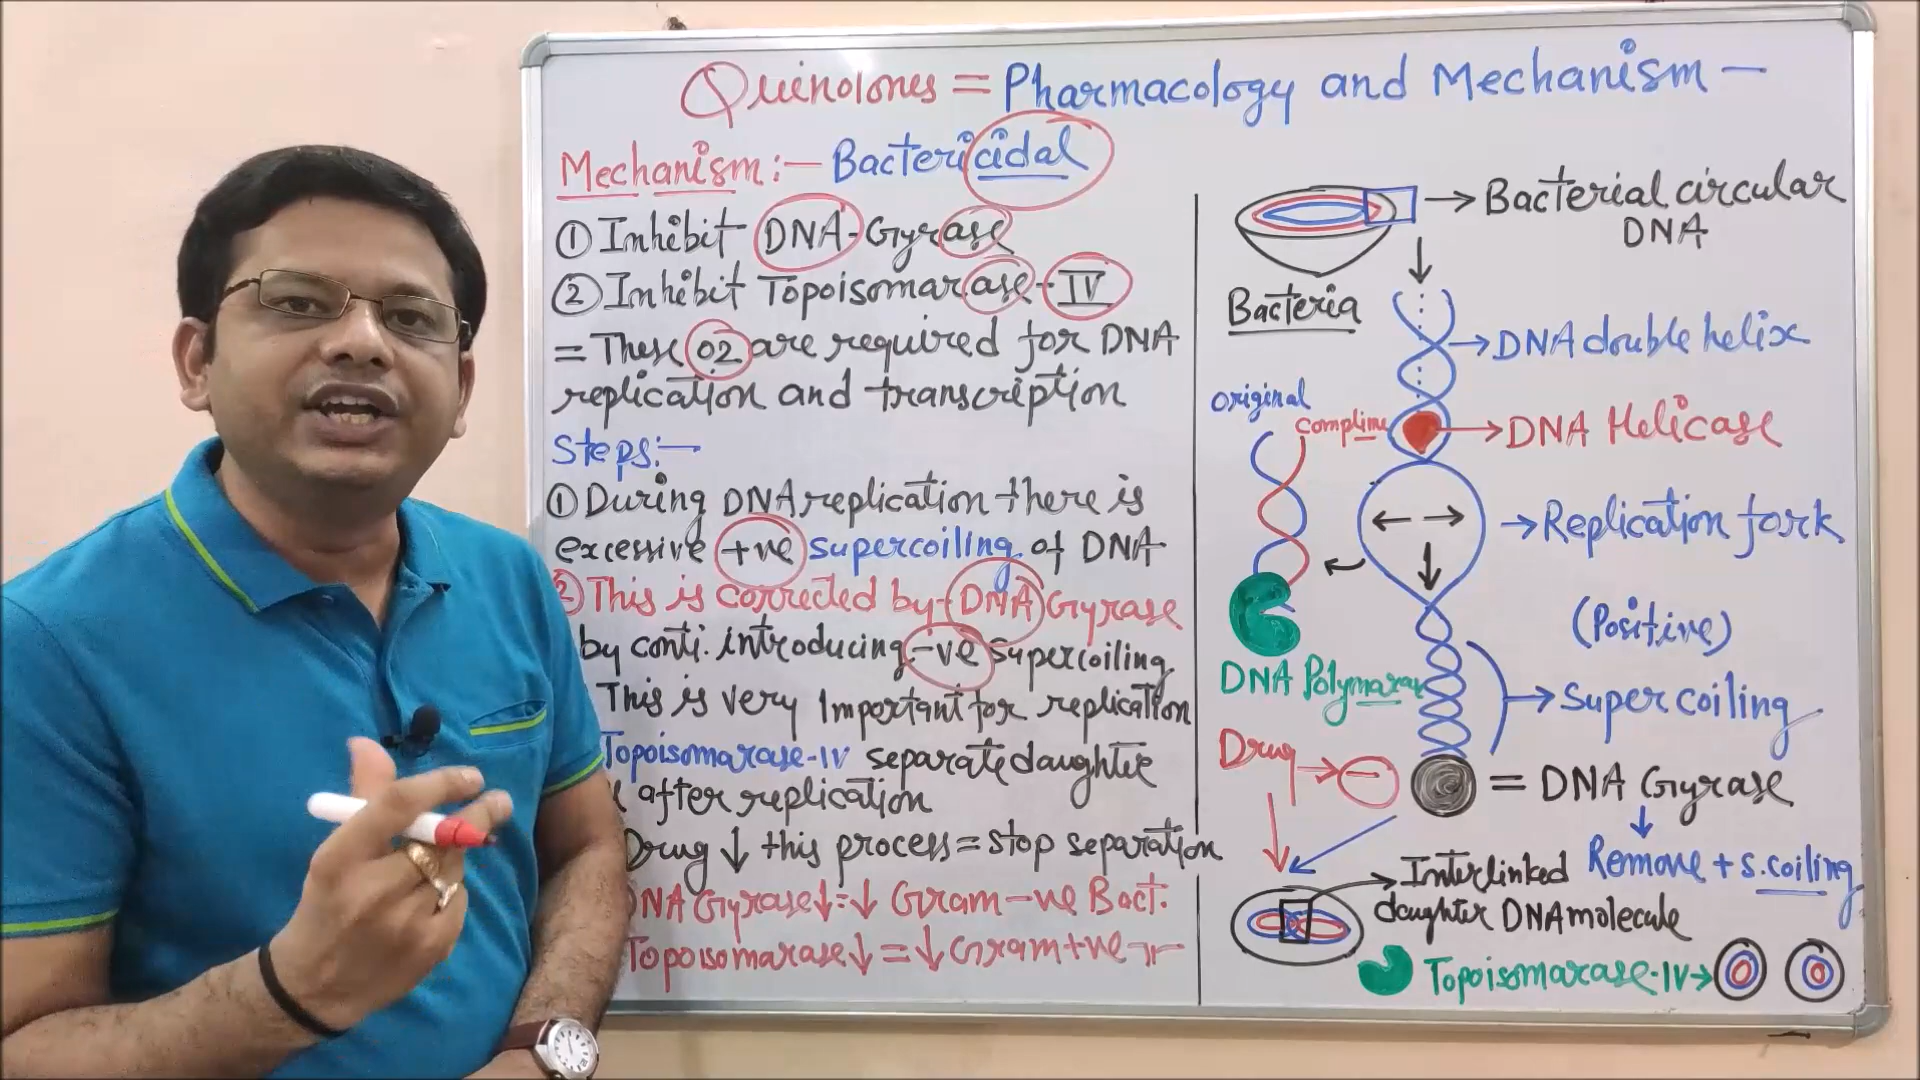 Quinolones = Pharmacology and Mechanism -
Mechanism:- Bactericidal
① Inhibit DNA-Gyrase
② Inhibit Topoisomarase-IV
= These 02 are required for DNA
replication and transcription
Steps:-
① During DNA replication there is
excessive +ve supercoiling of DNA
2) This is corrected by DNA Gyrase
by conti. introducing -ve supercoiling
This is very important for replication
Topoisomarase-IV separate daughter
after replication
Drug ↓ this process = stop separation
DNA Gyrase ↓ = ↓ Gram -ve Bact.
Topoisomarase ↓ = ↓ Gram +ve
→ Bacterial circular
DNA
Bacteria
→ DNA double helix
original
Complime
→ DNA Helicase
→ Replication fork
DNA Polymarase
(Positive)
→ Super coiling
Drug → −
= DNA Gyrase
↓
Remove + s. coiling
→ Interlinked
daughter DNA molecule
Topoisomarase-IV →